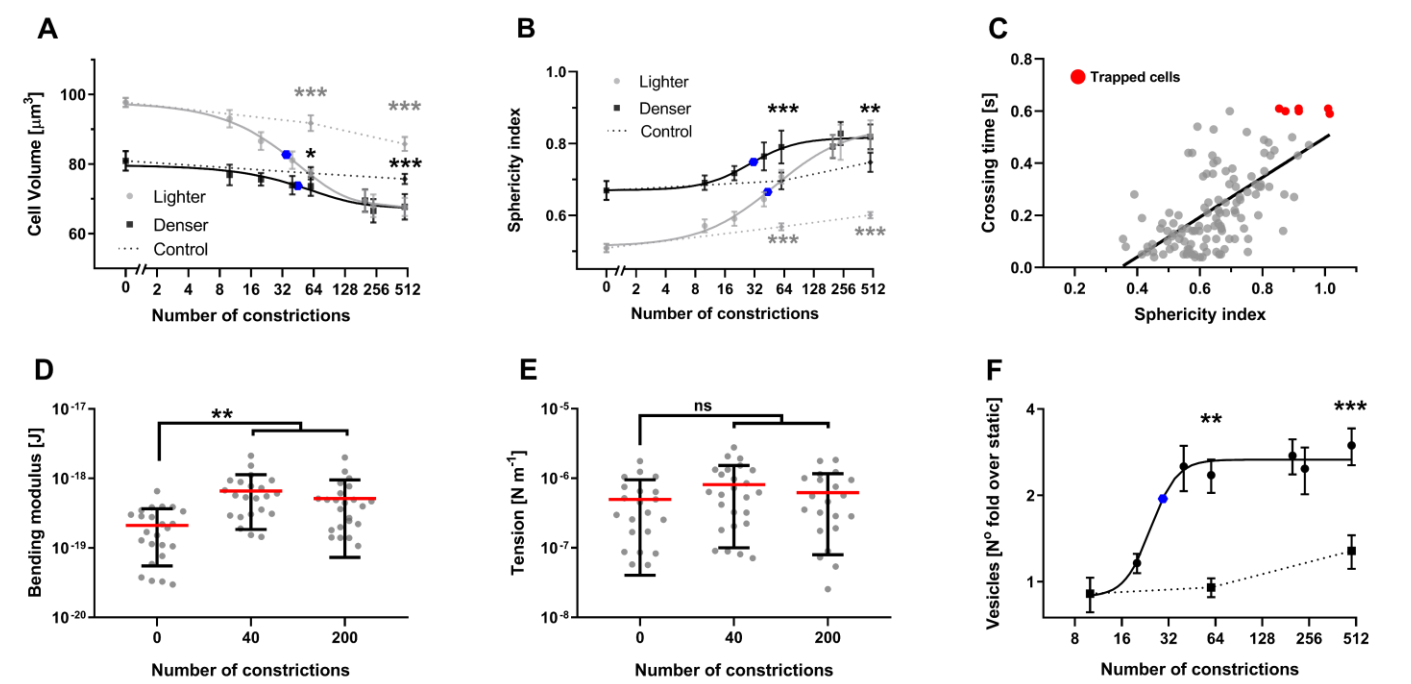 A
Cell Volume [µm³]
100
80
60
***
***
*
***
Lighter
Denser
Control
0 2 4 8 16 32 64 128 256 512
Number of constrictions
B
Sphericity index
1.0
0.8
0.6
Lighter
Denser
Control
***
**
***
***
0 2 4 8 16 32 64 128 256 512
Number of constrictions
C
Crossing time [s]
0.8
0.6
0.4
0.2
0.0
Trapped cells
0.2 0.4 0.6 0.8 1.0
Sphericity index
D
Bending modulus [J]
10⁻¹⁷
10⁻¹⁸
10⁻¹⁹
10⁻²⁰
**
0 40 200
Number of constrictions
E
Tension [N m⁻¹]
10⁻⁵
10⁻⁶
10⁻⁷
10⁻⁸
ns
0 40 200
Number of constrictions
F
Vesicles [Nº fold over static]
4
2
1
**
***
8 16 32 64 128 256 512
Number of constrictions